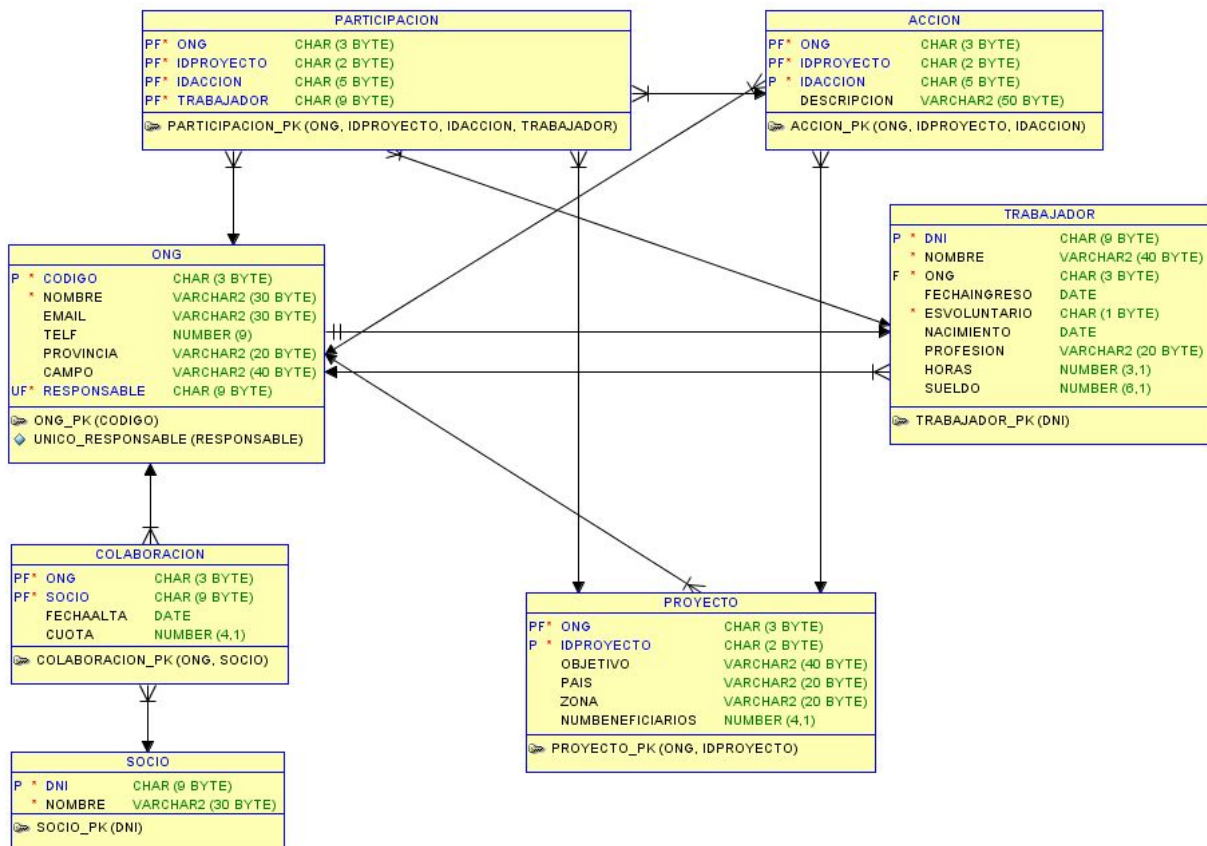 PARTICIPACION
PF* ONG CHAR (3 BYTE)
PF* IDPROYECTO CHAR (2 BYTE)
PF* IDACCION CHAR (5 BYTE)
PF* TRABAJADOR CHAR (9 BYTE)
PARTICIPACION_PK (ONG, IDPROYECTO, IDACCION, TRABAJADOR)
ACCION
PF* ONG CHAR (3 BYTE)
PF* IDPROYECTO CHAR (2 BYTE)
P * IDACCION CHAR (5 BYTE)
DESCRIPCION VARCHAR2 (50 BYTE)
ACCION_PK (ONG, IDPROYECTO, IDACCION)
TRABAJADOR
P * DNI CHAR (9 BYTE)
* NOMBRE VARCHAR2 (40 BYTE)
F * ONG CHAR (3 BYTE)
FECHAINGRESO DATE
* ESVOLUNTARIO CHAR (1 BYTE)
NACIMIENTO DATE
PROFESION VARCHAR2 (20 BYTE)
HORAS NUMBER (3,1)
SUELDO NUMBER (6,1)
TRABAJADOR_PK (DNI)
ONG
P * CODIGO CHAR (3 BYTE)
* NOMBRE VARCHAR2 (30 BYTE)
EMAIL VARCHAR2 (30 BYTE)
TELF NUMBER (9)
PROVINCIA VARCHAR2 (20 BYTE)
CAMPO VARCHAR2 (40 BYTE)
UF* RESPONSABLE CHAR (9 BYTE)
ONG_PK (CODIGO)
UNICO_RESPONSABLE (RESPONSABLE)
COLABORACION
PF* ONG CHAR (3 BYTE)
PF* SOCIO CHAR (9 BYTE)
FECHAALTA DATE
CUOTA NUMBER (4,1)
COLABORACION_PK (ONG, SOCIO)
PROYECTO
PF* ONG CHAR (3 BYTE)
P * IDPROYECTO CHAR (2 BYTE)
OBJETIVO VARCHAR2 (40 BYTE)
PAIS VARCHAR2 (20 BYTE)
ZONA VARCHAR2 (20 BYTE)
NUMBENEFICIARIOS NUMBER (4,1)
PROYECTO_PK (ONG, IDPROYECTO)
SOCIO
P * DNI CHAR (9 BYTE)
* NOMBRE VARCHAR2 (30 BYTE)
SOCIO_PK (DNI)